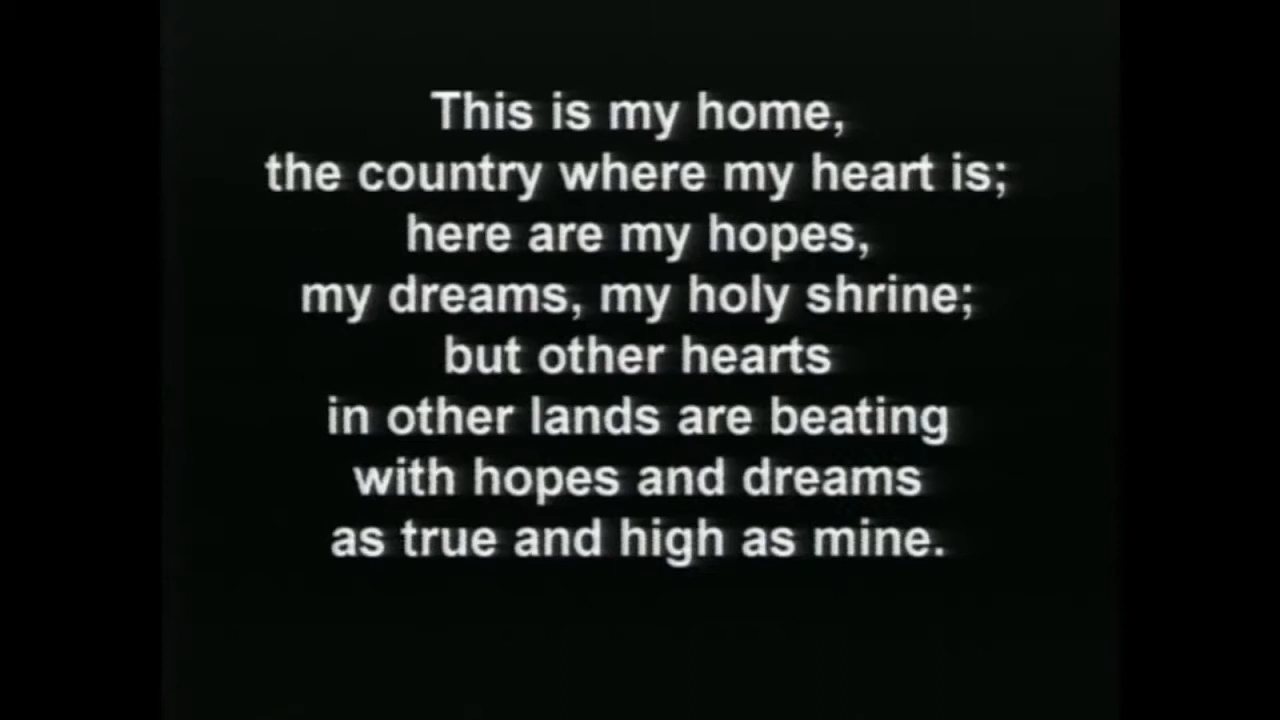 This is my home,
the country where my heart is;
here are my hopes,
my dreams, my holy shrine;
but other hearts
in other lands are beating
with hopes and dreams
as true and high as mine.